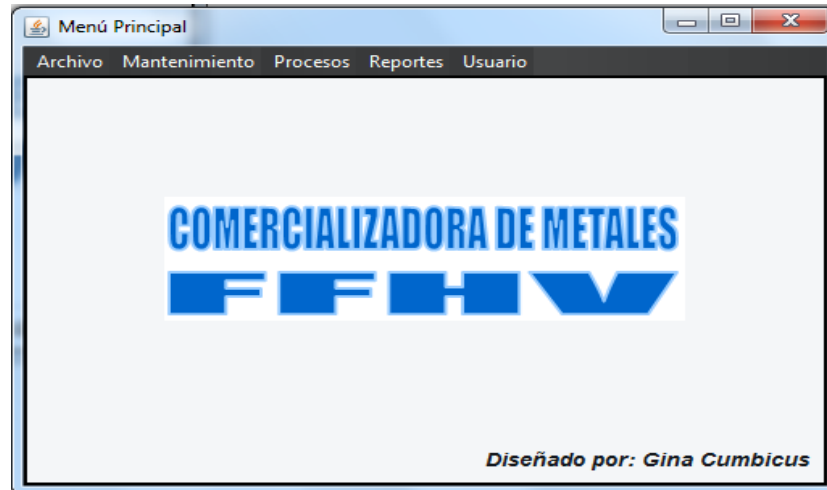 Menú Principal
Archivo Mantenimiento Procesos Reportes Usuario
COMERCIALIZADORA DE METALES
FFHV
Diseñado por: Gina Cumbicus